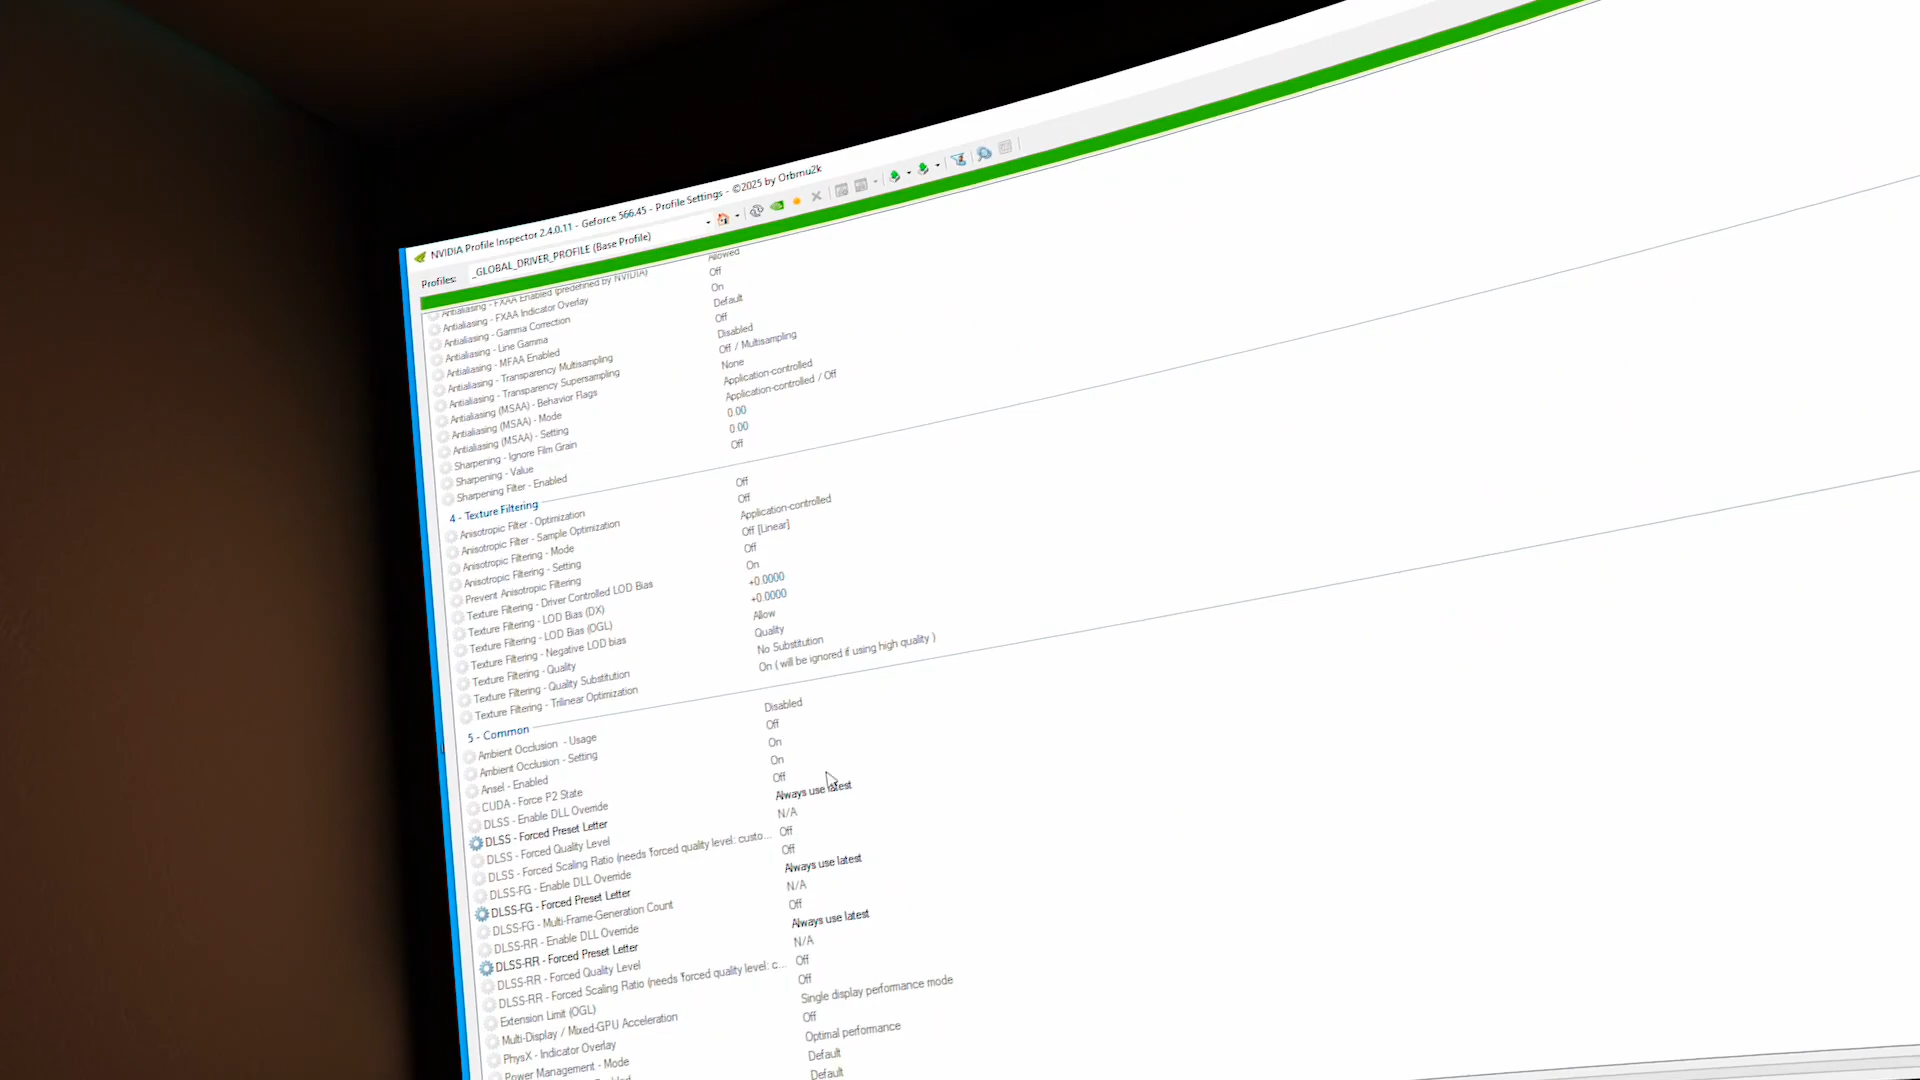 NVIDIA Profile Inspector 2.4.0.11 - Geforce 566.45 - Profile Settings - ©2025 by Orbmu2k
Profiles: _GLOBAL_DRIVER_PROFILE (Base Profile)
Antialiasing - FXAA Enabled (predefined by NVIDIA) Allowed
Antialiasing - FXAA Indicator Overlay Off
Antialiasing - Gamma Correction On
Antialiasing - Line Gamma Default
Antialiasing - MFAA Enabled Off
Antialiasing - Transparency Multisampling Disabled
Antialiasing - Transparency Supersampling Off / Multisampling
Antialiasing (MSAA) - Behavior Flags None
Antialiasing (MSAA) - Mode Application-controlled
Antialiasing (MSAA) - Setting Application-controlled / Off
Sharpening - Ignore Film Grain 0.00
Sharpening - Value 0.00
Sharpening Filter - Enabled Off
4 - Texture Filtering
Anisotropic Filter - Optimization Off
Anisotropic Filter - Sample Optimization Off
Anisotropic Filtering - Mode Application-controlled
Anisotropic Filtering - Setting Off [Linear]
Prevent Anisotropic Filtering Off
Texture Filtering - Driver Controlled LOD Bias On
Texture Filtering - LOD Bias (DX) +0.0000
Texture Filtering - LOD Bias (OGL) +0.0000
Texture Filtering - Negative LOD bias Allow
Texture Filtering - Quality Quality
Texture Filtering - Quality Substitution No Substitution
Texture Filtering - Trilinear Optimization On ( will be ignored if using high quality )
5 - Common
Ambient Occlusion - Usage Disabled
Ambient Occlusion - Setting Off
Ansel - Enabled On
CUDA - Force P2 State On
DLSS - Enable DLL Override Off
DLSS - Forced Preset Letter Always use latest
DLSS - Forced Quality Level N/A
DLSS - Forced Scaling Ratio (needs 'forced quality level: custo... Off
DLSS-FG - Enable DLL Override Off
DLSS-FG - Forced Preset Letter Always use latest
DLSS-FG - Multi-Frame-Generation Count N/A
DLSS-RR - Enable DLL Override Off
DLSS-RR - Forced Preset Letter Always use latest
DLSS-RR - Forced Quality Level N/A
DLSS-RR - Forced Scaling Ratio (needs 'forced quality level: c... Off
Extension Limit (OGL) Off
Multi-Display / Mixed-GPU Acceleration Single display performance mode
PhysX - Indicator Overlay Off
Power Management - Mode Optimal performance
Default
Default